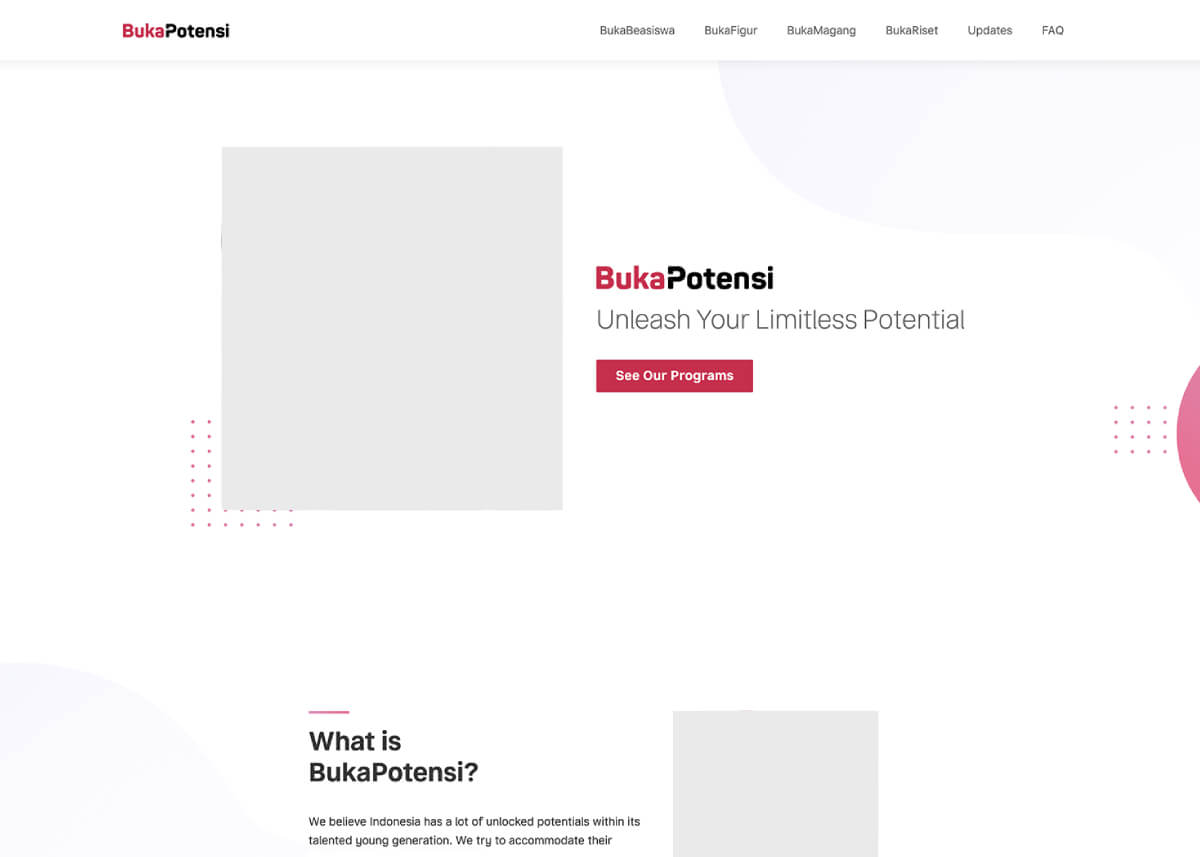 BukaPotensi
BukaBeasiswa BukaFigur BukaMagang BukaRiset Updates FAQ
BukaPotensi
Unleash Your Limitless Potential
See Our Programs
What is
BukaPotensi?
We believe Indonesia has a lot of unlocked potentials within its
talented young generation. We try to accommodate their